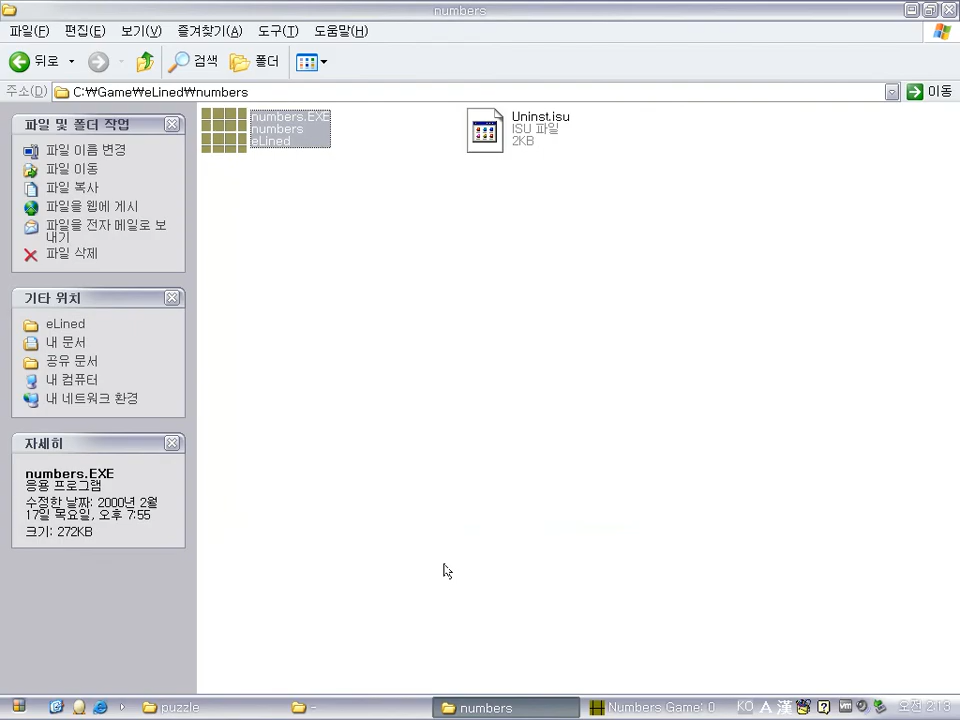 numbers
파일(F) 편집(E) 보기(V) 즐겨찾기(A) 도구(T) 도움말(H)
뒤로 검색 폴더
주소(D) C:₩Game₩eLined₩numbers 이동
파일 및 폴더 작업
파일 이름 변경
파일 이동
파일 복사
파일을 웹에 게시
파일을 전자 메일로 보
내기
파일 삭제
기타 위치
eLined
내 문서
공유 문서
내 컴퓨터
내 네트워크 환경
자세히
numbers.EXE
응용 프로그램
수정한 날짜: 2000년 2월
17일 목요일, 오후 7:55
크기: 272KB
numbers.EXE
numbers
eLined
Uninst.isu
ISU 파일
2KB
puzzle - numbers Numbers Game: 0 KO A 漢 오전 2:13